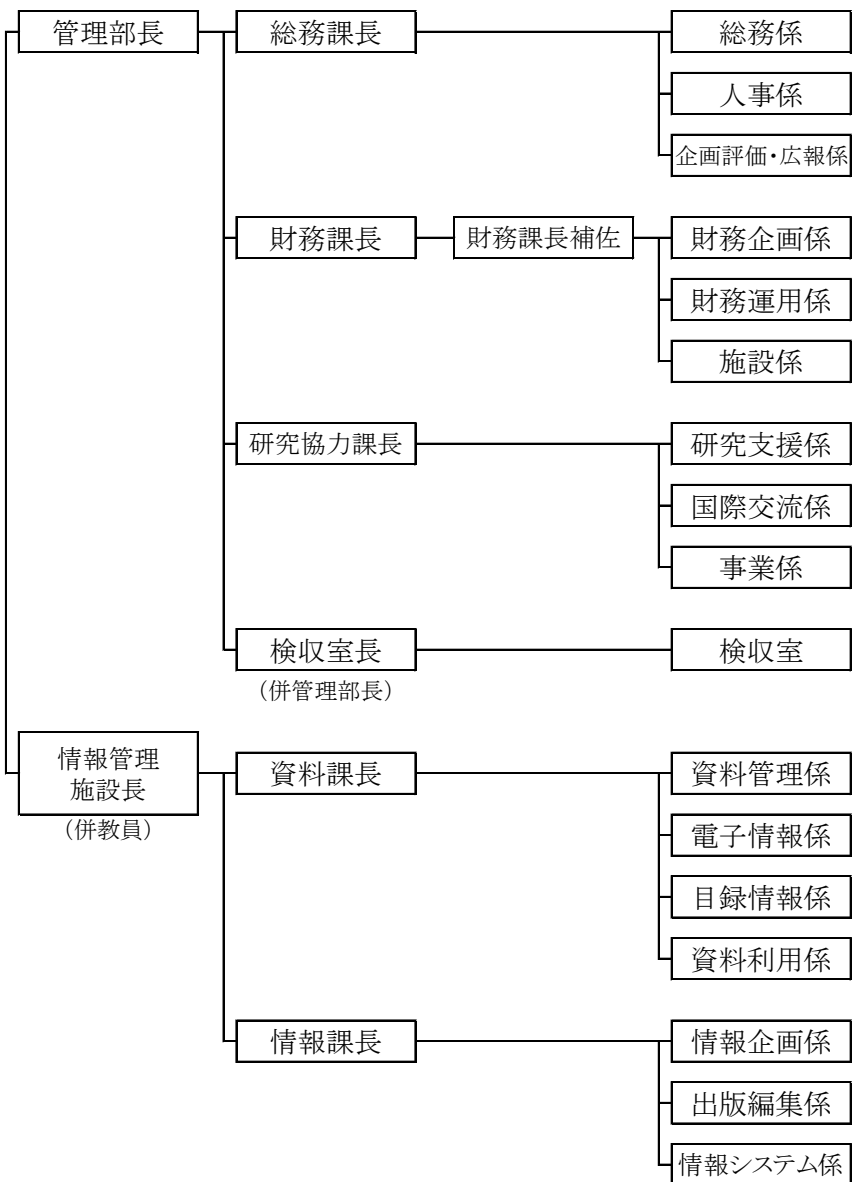 管理部長
総務課長
総務係
人事係
企画評価・広報係
財務課長
財務課長補佐
財務企画係
財務運用係
施設係
研究協力課長
研究支援係
国際交流係
事業係
検収室長
(併管理部長)
検収室
情報管理
施設長
(併教員)
資料課長
資料管理係
電子情報係
目録情報係
資料利用係
情報課長
情報企画係
出版編集係
情報システム係